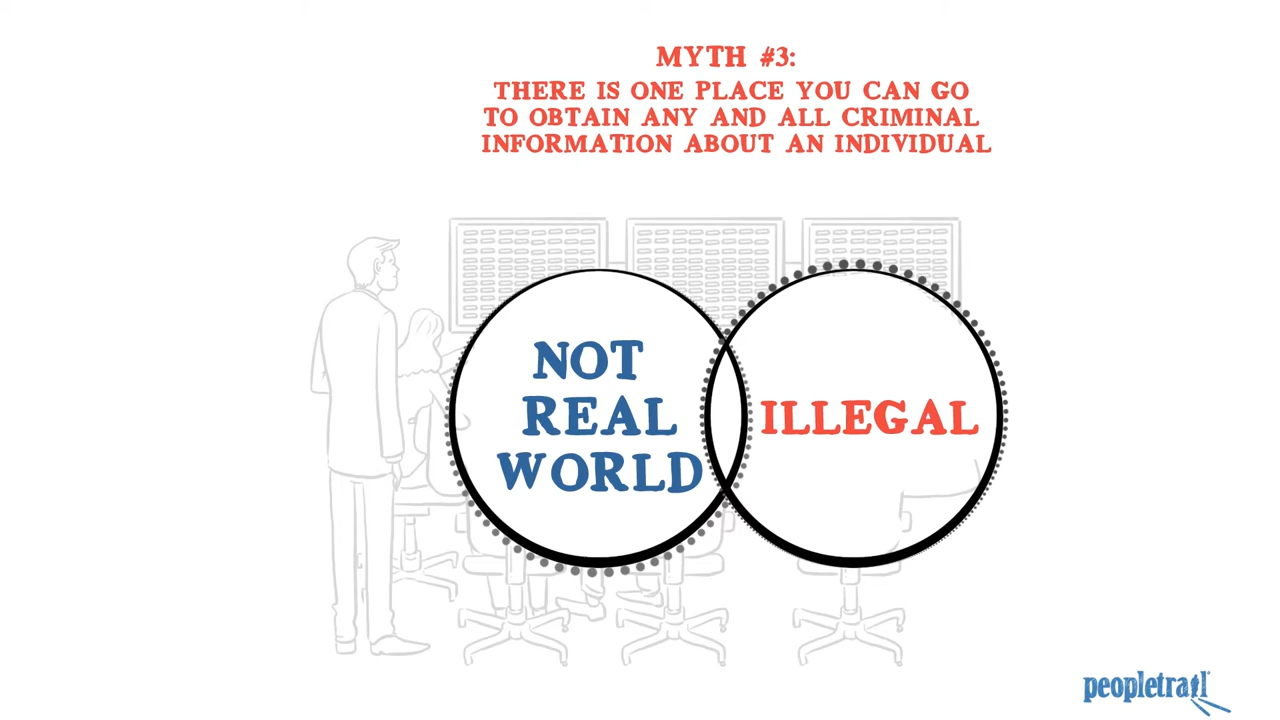 MYTH #3:
THERE IS ONE PLACE YOU CAN GO
TO OBTAIN ANY AND ALL CRIMINAL
INFORMATION ABOUT AN INDIVIDUAL
NOT
REAL
WORLD
ILLEGAL
peopletrail